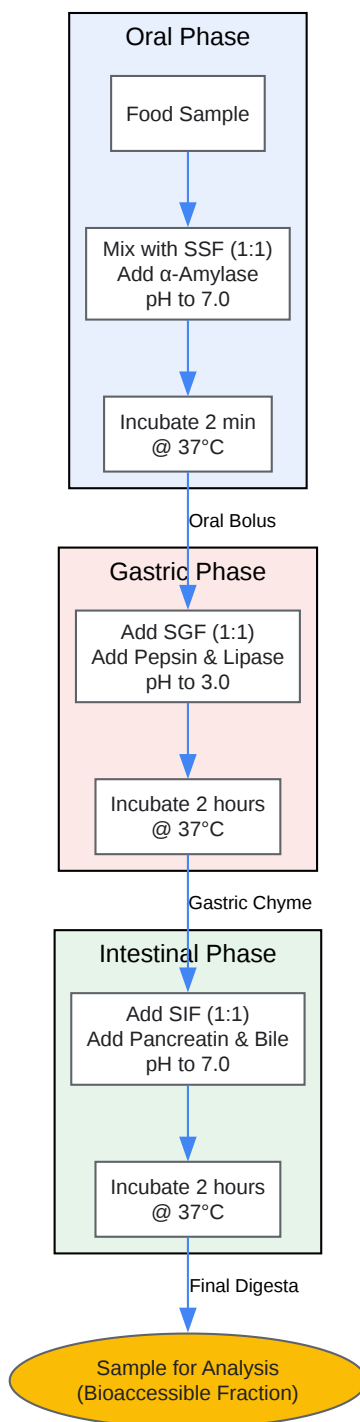 Oral Phase
Food Sample
Mix with SSF (1:1)
Add α-Amylase
pH to 7.0
Incubate 2 min
@ 37°C
Oral Bolus
Gastric Phase
Add SGF (1:1)
Add Pepsin & Lipase
pH to 3.0
Incubate 2 hours
@ 37°C
Gastric Chyme
Intestinal Phase
Add SIF (1:1)
Add Pancreatin & Bile
pH to 7.0
Incubate 2 hours
@ 37°C
Final Digesta
Sample for Analysis
(Bioaccessible Fraction)